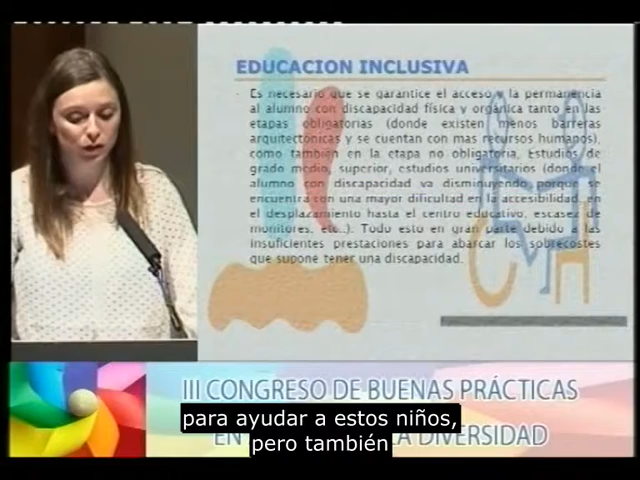 EDUCACION INCLUSIVA
- Es necesario que se garantice el acceso y la permanencia
al alumno con discapacidad física y orgánica tanto en las
etapas obligatorias (donde existen menos barreras
arquitectónicas y se cuentan con mas recursos humanos),
como también en la etapa no obligatoria. Estudios de
grado medio, superior, estudios universitarios (donde el
alumno con discapacidad va disminuyendo porque se
encuentra con una mayor dificultad en la accesibilidad, en
el desplazamiento hasta el centro educativo, escasez de
monitores, etc..). Todo esto en gran parte debido a las
insuficientes prestaciones para abarcar los sobrecostes
que supone tener una discapacidad.
III CONGRESO DE BUENAS PRÁCTICAS
para ayudar a estos niños,
EN LA DIVERSIDAD
pero también